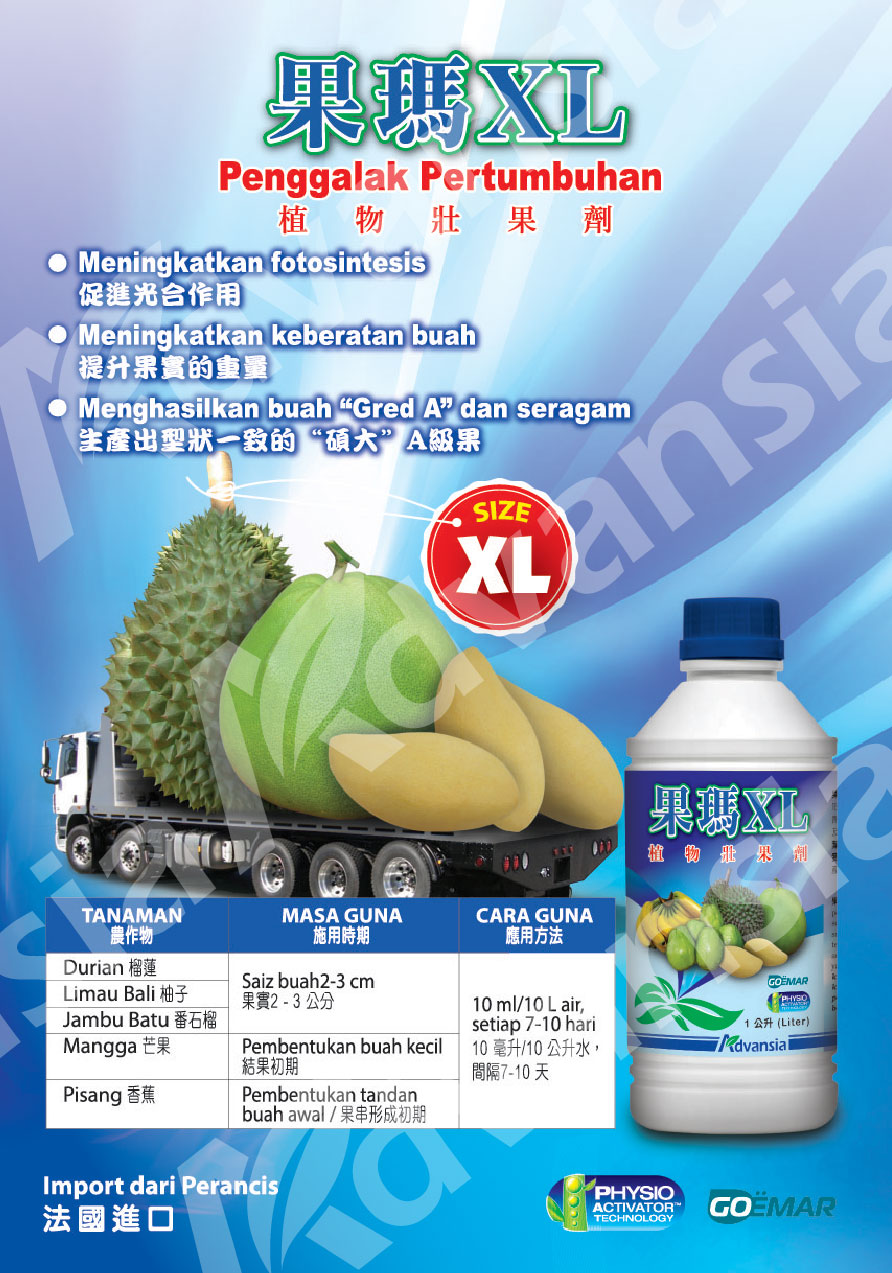 果瑪XL
Penggalak Pertumbuhan
植物壯果劑
● Meningkatkan fotosintesis
促進光合作用
● Meningkatkan keberatan buah
提升果實的重量
● Menghasilkan buah “Gred A” dan seragam
生產出型狀一致的“碩大”A級果
SIZE
XL
果瑪XL
植物壯果劑
GOËMAR
PHYSIO
ACTIVATOR
TECHNOLOGY
1 公升 (Liter)
Advansia
TANAMAN
農作物
MASA GUNA
施用時期
CARA GUNA
應用方法
Durian 榴蓮
Limau Bali 柚子
Jambu Batu 番石榴
Saiz buah2-3 cm
果實2 - 3 公分
Mangga 芒果
Pembentukan buah kecil
結果初期
Pisang 香蕉
Pembentukan tandan
buah awal / 果串形成初期
10 ml/10 L air,
setiap 7-10 hari
10 毫升/10 公升水，
間隔7-10 天
Import dari Perancis
法國進口
PHYSIO
ACTIVATOR™
TECHNOLOGY
GOËMAR
Advansia